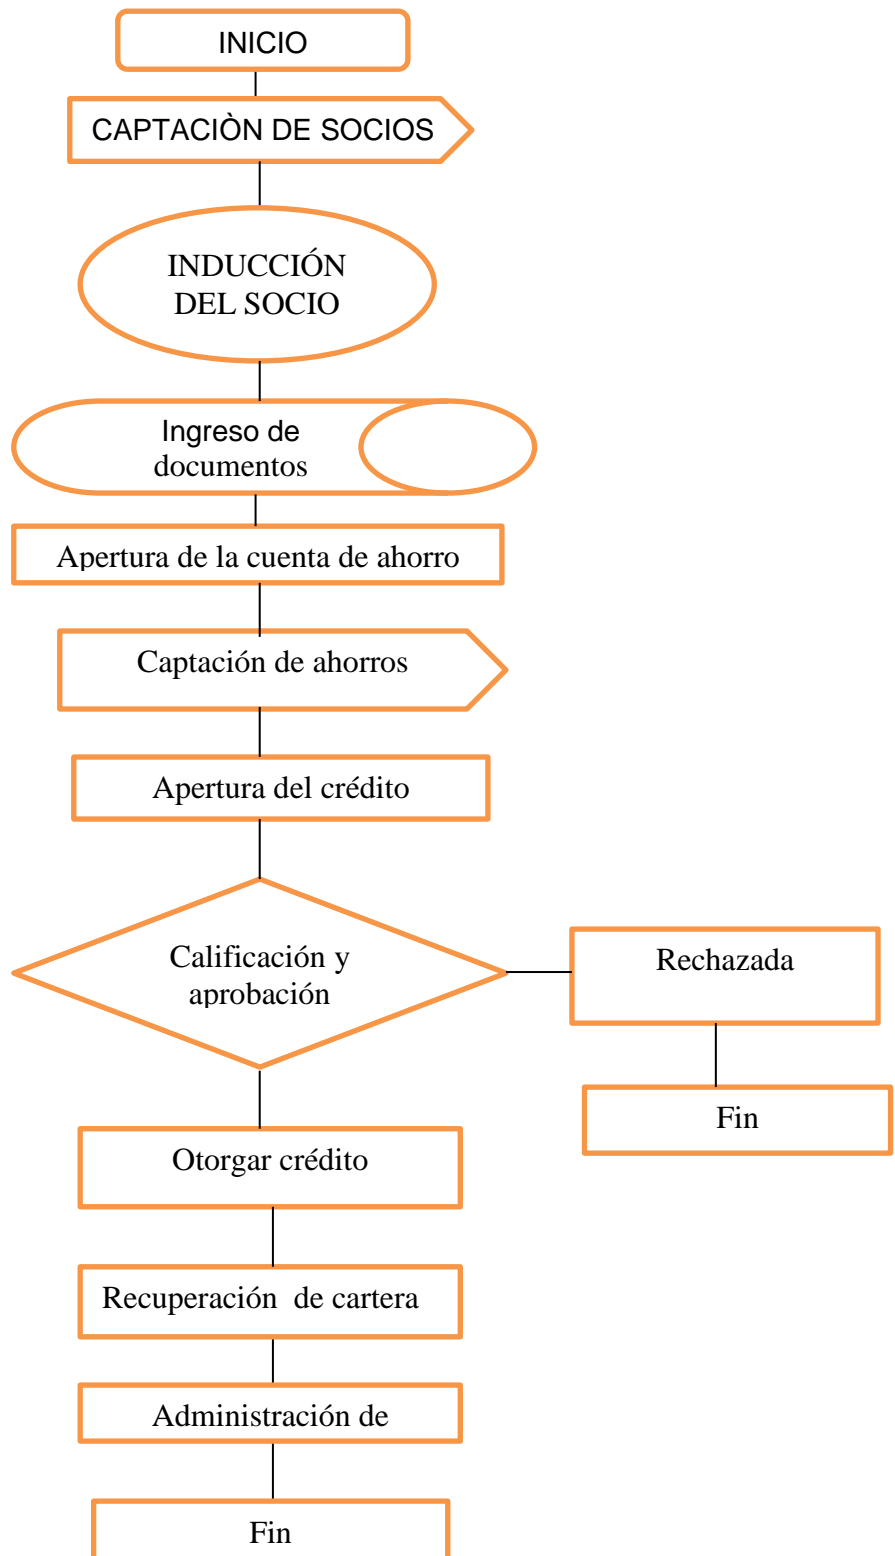 INICIO
CAPTACIÒN DE SOCIOS
INDUCCIÓN
DEL SOCIO
Ingreso de
documentos
Apertura de la cuenta de ahorro
Captación de ahorros
Apertura del crédito
Calificación y
aprobación
Rechazada
Fin
Otorgar crédito
Recuperación  de cartera
Administración de
Fin